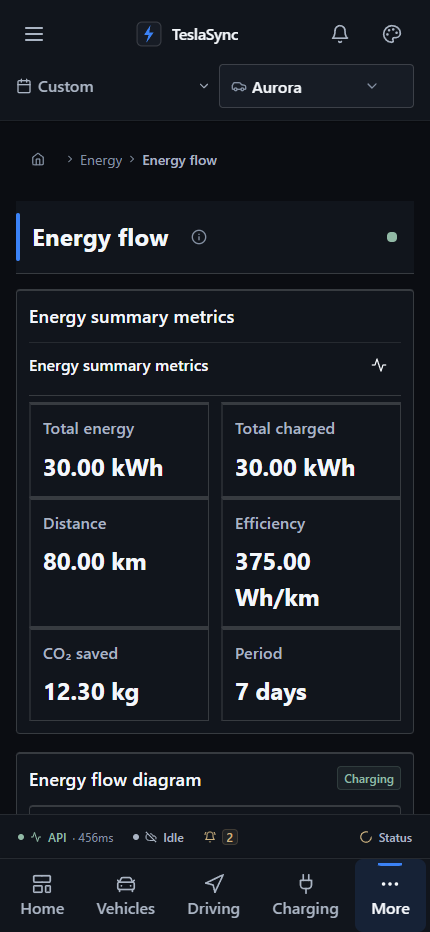 TeslaSync
Custom
Aurora
Energy
Energy flow
Energy flow
Energy summary metrics
Energy summary metrics
Total energy
Total charged
30.00 kWh
30.00 kWh
Distance
Efficiency
80.00 km
375.00
Wh/km
CO₂ saved
Period
12.30 kg
7 days
Energy flow diagram
Charging
API · 456ms
Idle
2
Status
Home
Vehicles
Driving
Charging
More